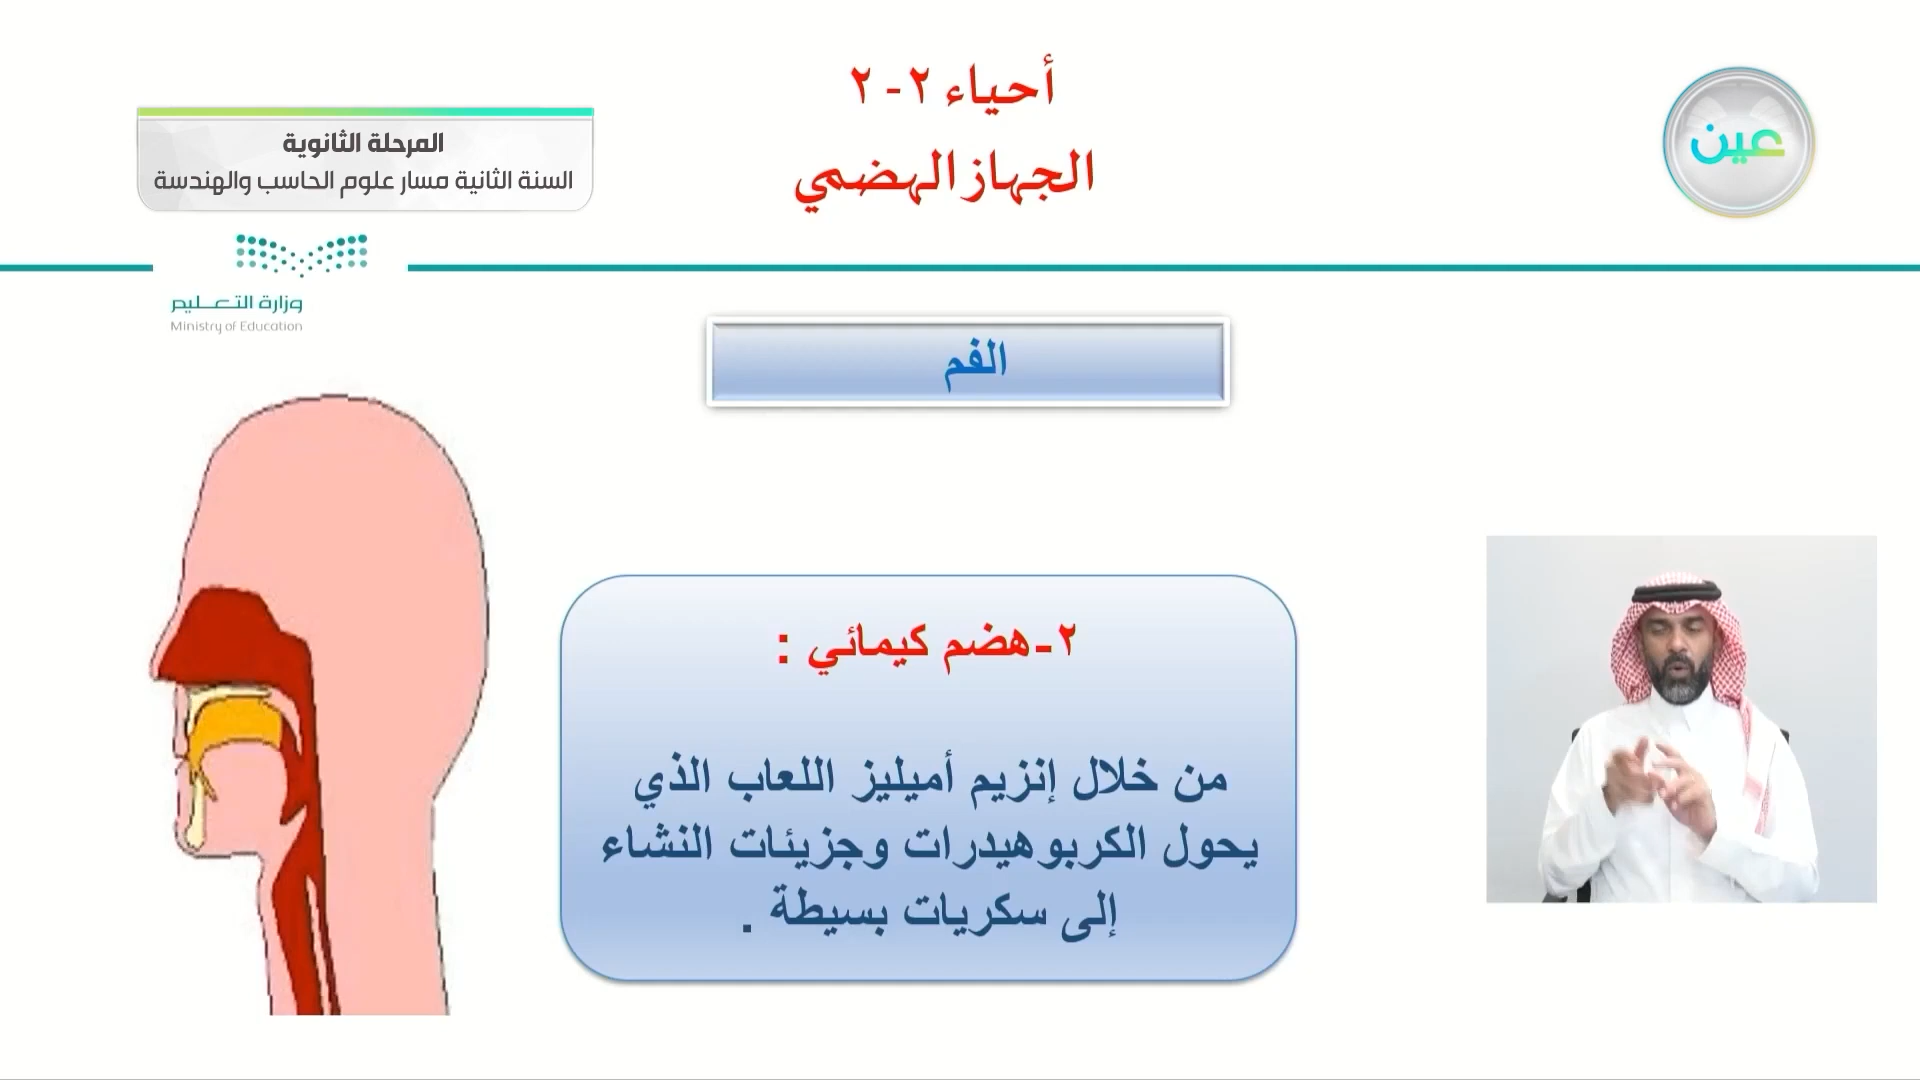 أحياء ٢-٢
الجهاز الهضمي
عين
المرحلة الثانوية
السنة الثانية مسار علوم الحاسب والهندسة
وزارة التعليم
Ministry of Education
الفم
٢-هضم كيمائي :
من خلال إنزيم أميليز اللعاب الذي
يحول الكربوهيدرات وجزيئات النشاء
إلى سكريات بسيطة .